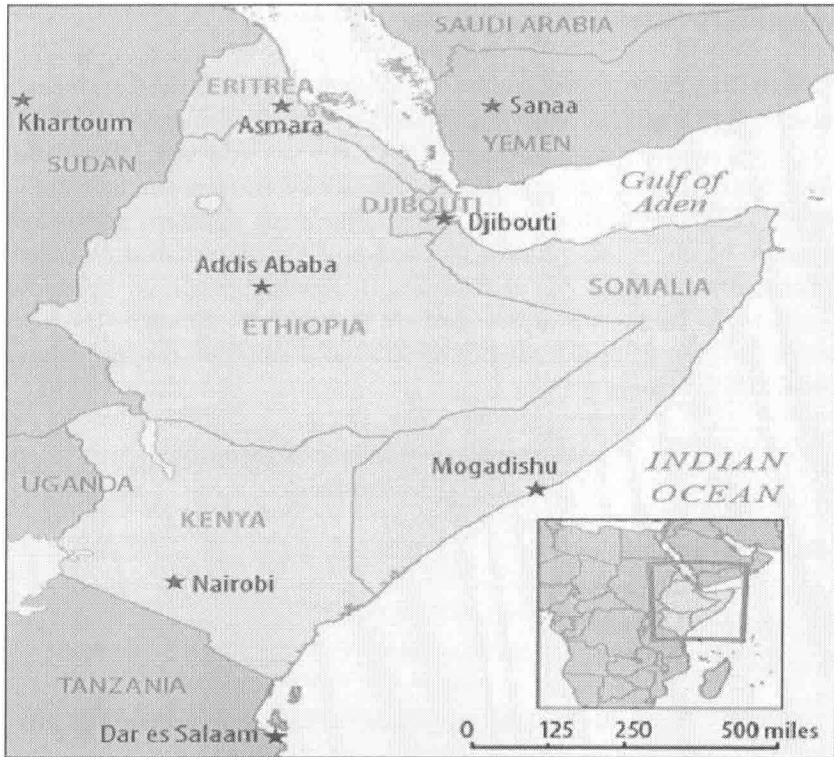 SAUDI ARABIA
ERITREA
Khartoum
Asmara
Sanaa
SUDAN
YEMEN
Gulf of
Aden
DJIBOUTI
Djibouti
Addis Ababa
SOMALIA
ETHIOPIA
Mogadishu
INDIAN
OCEAN
UGANDA
KENYA
Nairobi
TANZANIA
Dar es Salaam
0 125 250 500 miles